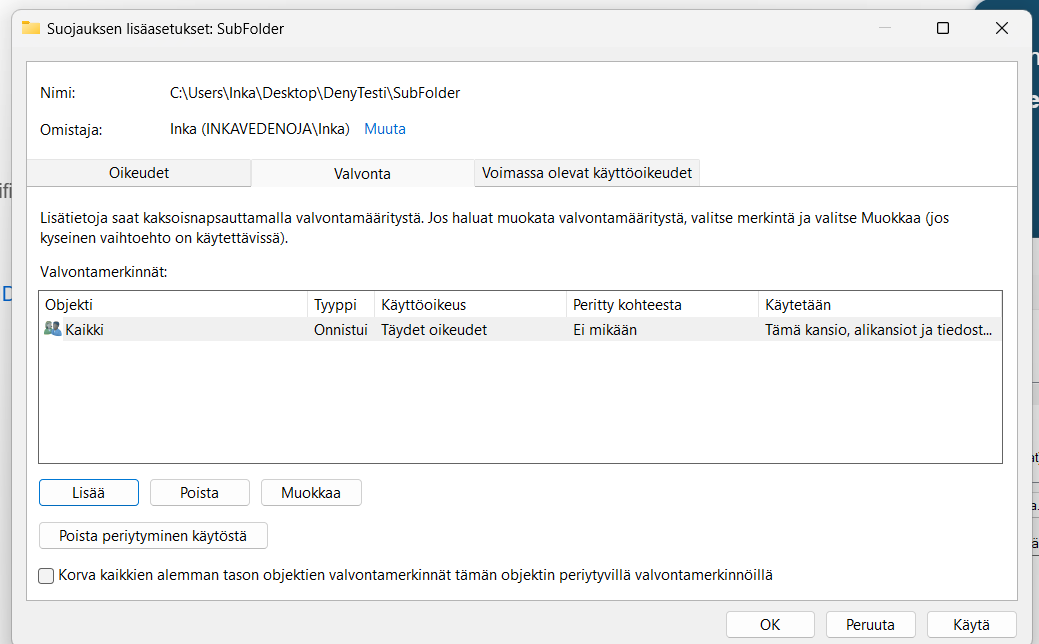 Suojauksen lisäasetukset: SubFolder
Nimi: C:\Users\Inka\Desktop\DenyTesti\SubFolder
Omistaja: Inka (INKAVEDENOJA\Inka) Muuta
Oikeudet Valvonta Voimassa olevat käyttöoikeudet
Lisätietoja saat kaksoisnapsauttamalla valvontamääritystä. Jos haluat muokata valvontamääritystä, valitse merkintä ja valitse Muokkaa (jos
kyseinen vaihtoehto on käytettävissä).
Valvontamerkinnät:
Objekti Tyyppi Käyttöoikeus Peritty kohteesta Käytetään
Kaikki Onnistui Täydet oikeudet Ei mikään Tämä kansio, alikansiot ja tiedost...
Lisää Poista Muokkaa
Poista periytyminen käytöstä
Korva kaikkien alemman tason objektien valvontamerkinnät tämän objektin periytyvillä valvontamerkinnöillä
OK Peruuta Käytä